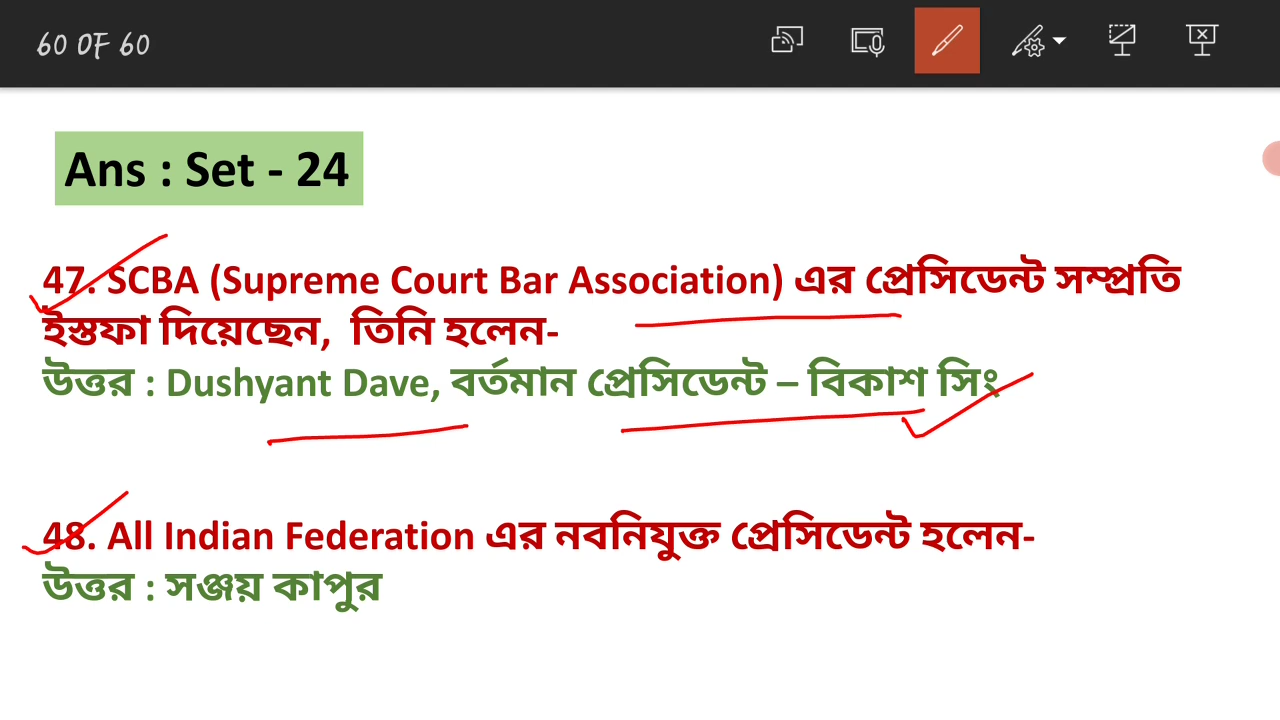 60 OF 60
Ans : Set - 24
47. SCBA (Supreme Court Bar Association) এর প্রেসিডেন্ট সম্প্রতি
ইস্তফা দিয়েছেন, তিনি হলেন-
উত্তর : Dushyant Dave, বর্তমান প্রেসিডেন্ট – বিকাশ সিং
48. All Indian Federation এর নবনিযুক্ত প্রেসিডেন্ট হলেন-
উত্তর : সঞ্জয় কাপুর